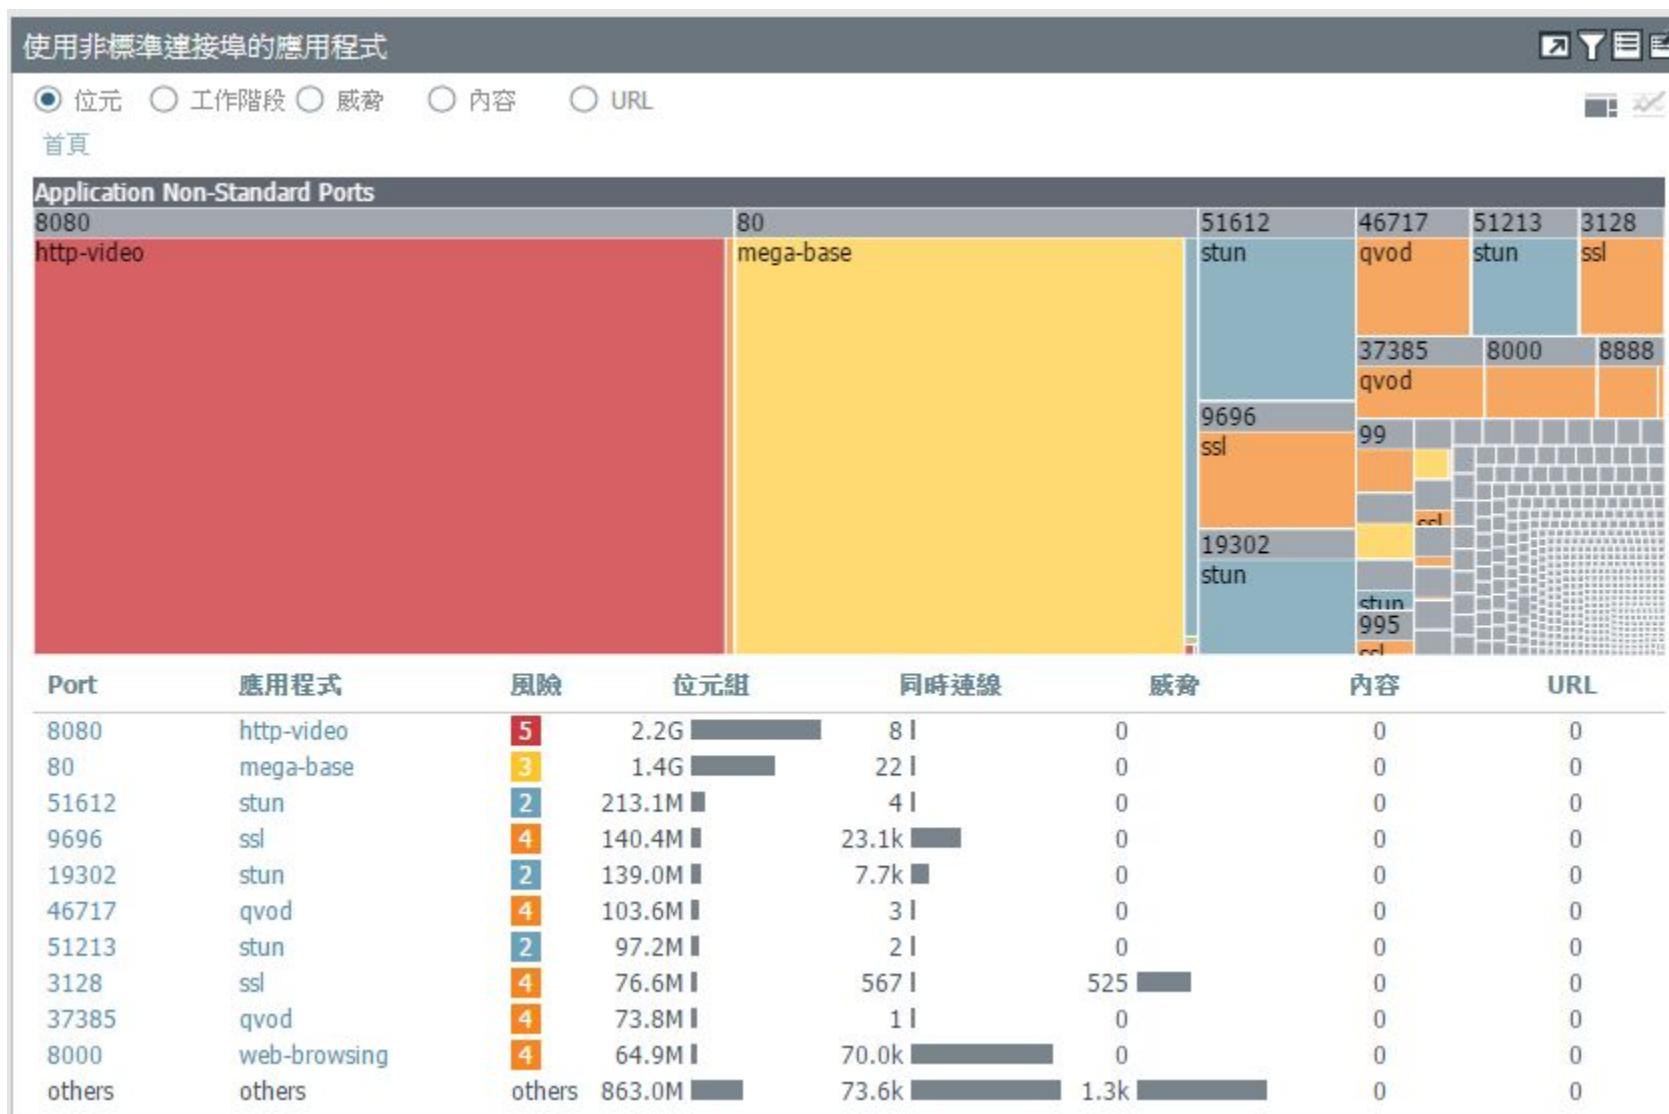 使用非標準連接埠的應用程式
位元 工作階段 威脅 內容 URL
首頁
Application Non-Standard Ports
8080 80 51612 46717 51213 3128
http-video mega-base stun qvod stun ssl
37385 8000 8888
qvod
9696
ssl
99
ssl
19302
stun
stun
995
ssl
Port 應用程式 風險 位元組 同時連線 威脅 內容 URL
8080 http-video 5 2.2G 8 0 0 0
80 mega-base 3 1.4G 22 0 0 0
51612 stun 2 213.1M 4 0 0 0
9696 ssl 4 140.4M 23.1k 0 0 0
19302 stun 2 139.0M 7.7k 0 0 0
46717 qvod 4 103.6M 3 0 0 0
51213 stun 2 97.2M 2 0 0 0
3128 ssl 4 76.6M 567 525 0 0
37385 qvod 4 73.8M 1 0 0 0
8000 web-browsing 4 64.9M 70.0k 0 0 0
others others others 863.0M 73.6k 1.3k 0 0